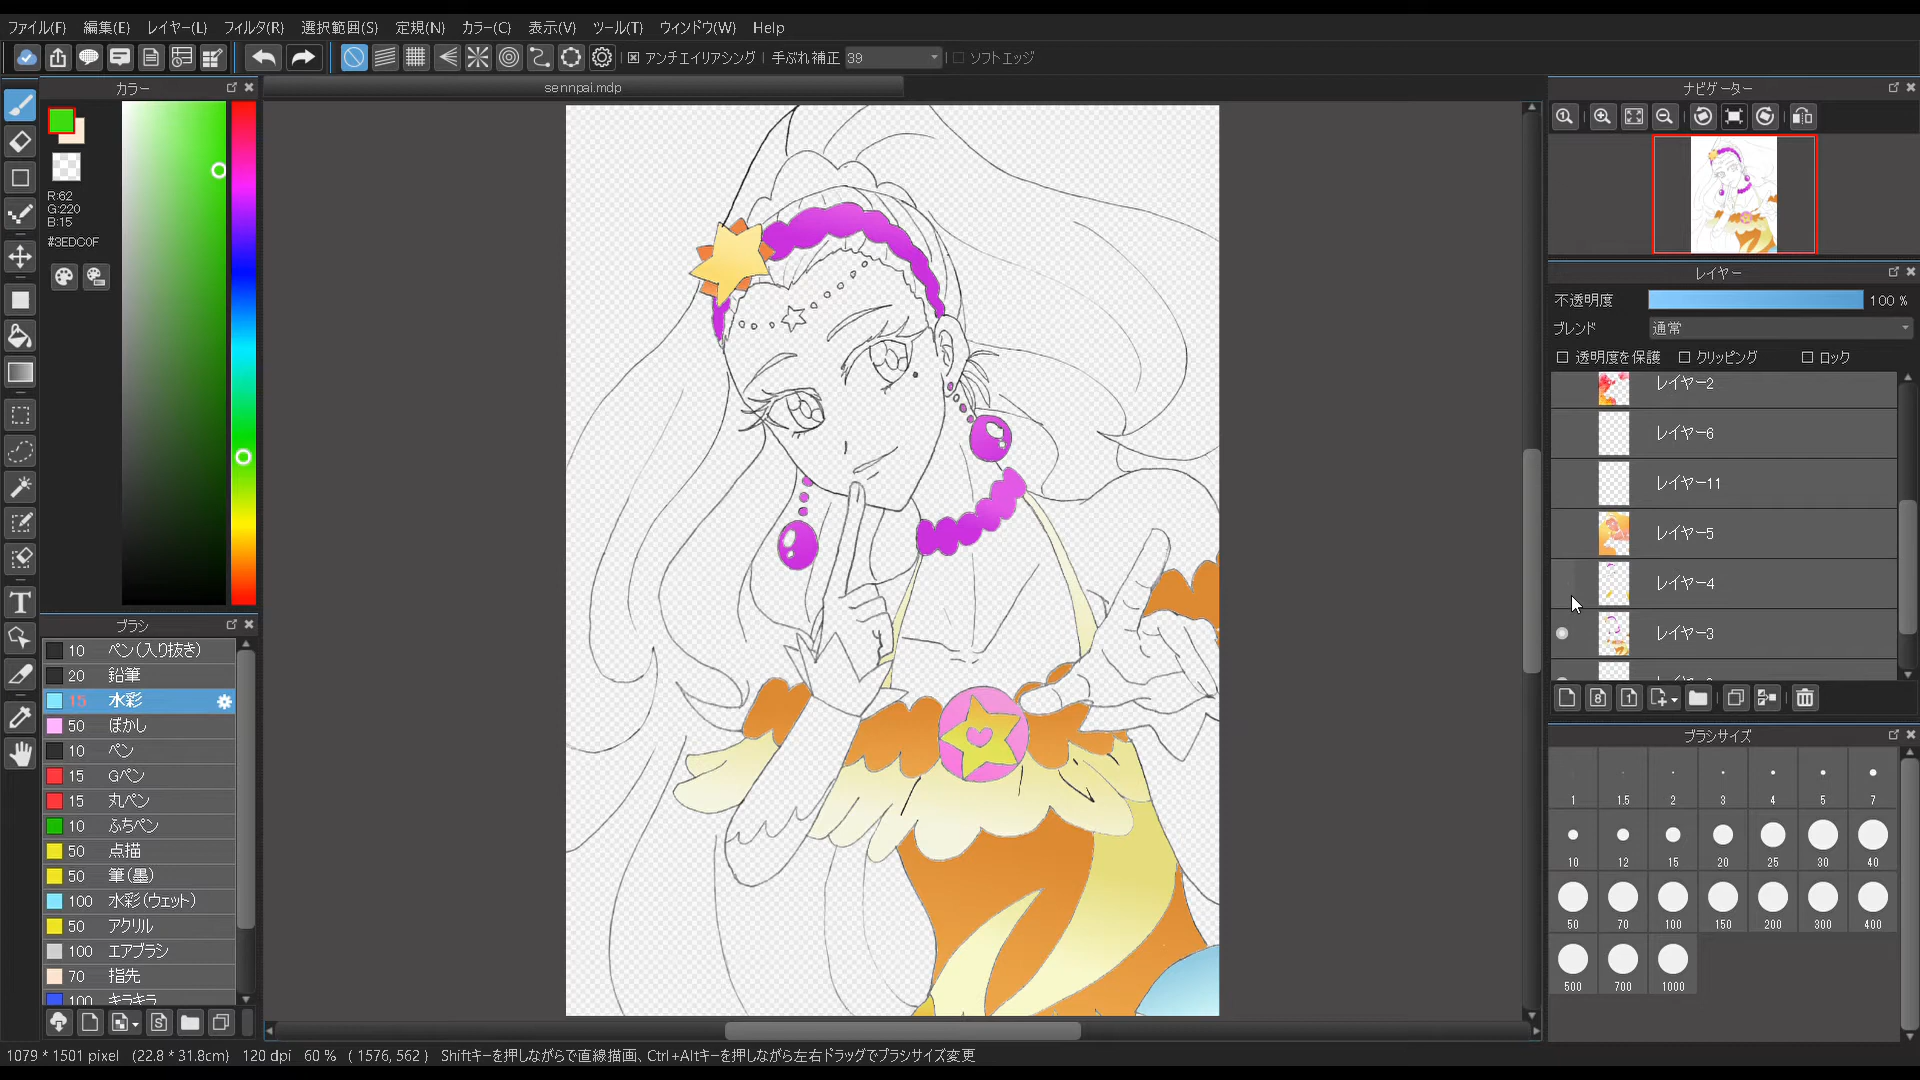 ファイル(F) 編集(E) レイヤー(L) フィルタ(R) 選択範囲(S) 定規(N) カラー(C) 表示(V) ツール(T) ウィンドウ(W) Help
アンチエイリアシング 手ぶれ補正 39 ソフトエッジ
カラー
sennpai.mdp
ナビゲーター
R:62
G:220
B:15
#3EDC0F
レイヤー
不透明度 100 %
ブレンド 通常
透明度を保護 クリッピング ロック
レイヤー2
レイヤー6
レイヤー11
レイヤー5
レイヤー4
レイヤー3
ブラシ
10 ペン(入り抜き)
20 鉛筆
15 水彩
50 ぼかし
10 ペン
15 Gペン
15 丸ペン
10 ふちペン
50 点描
50 筆(墨)
100 水彩(ウェット)
50 アクリル
100 エアブラシ
70 指先
100 キラキラ
ブラシサイズ
1 1.5 2 3 4 5 7
10 12 15 20 25 30 40
50 70 100 150 200 300 400
500 700 1000
1079 * 1501 pixel (22.8 * 31.8cm) 120 dpi 60 % ( 1576, 562 ) Shiftキーを押しながらで直線描画、Ctrl+Altキーを押しながら左右ドラッグでブラシサイズ変更